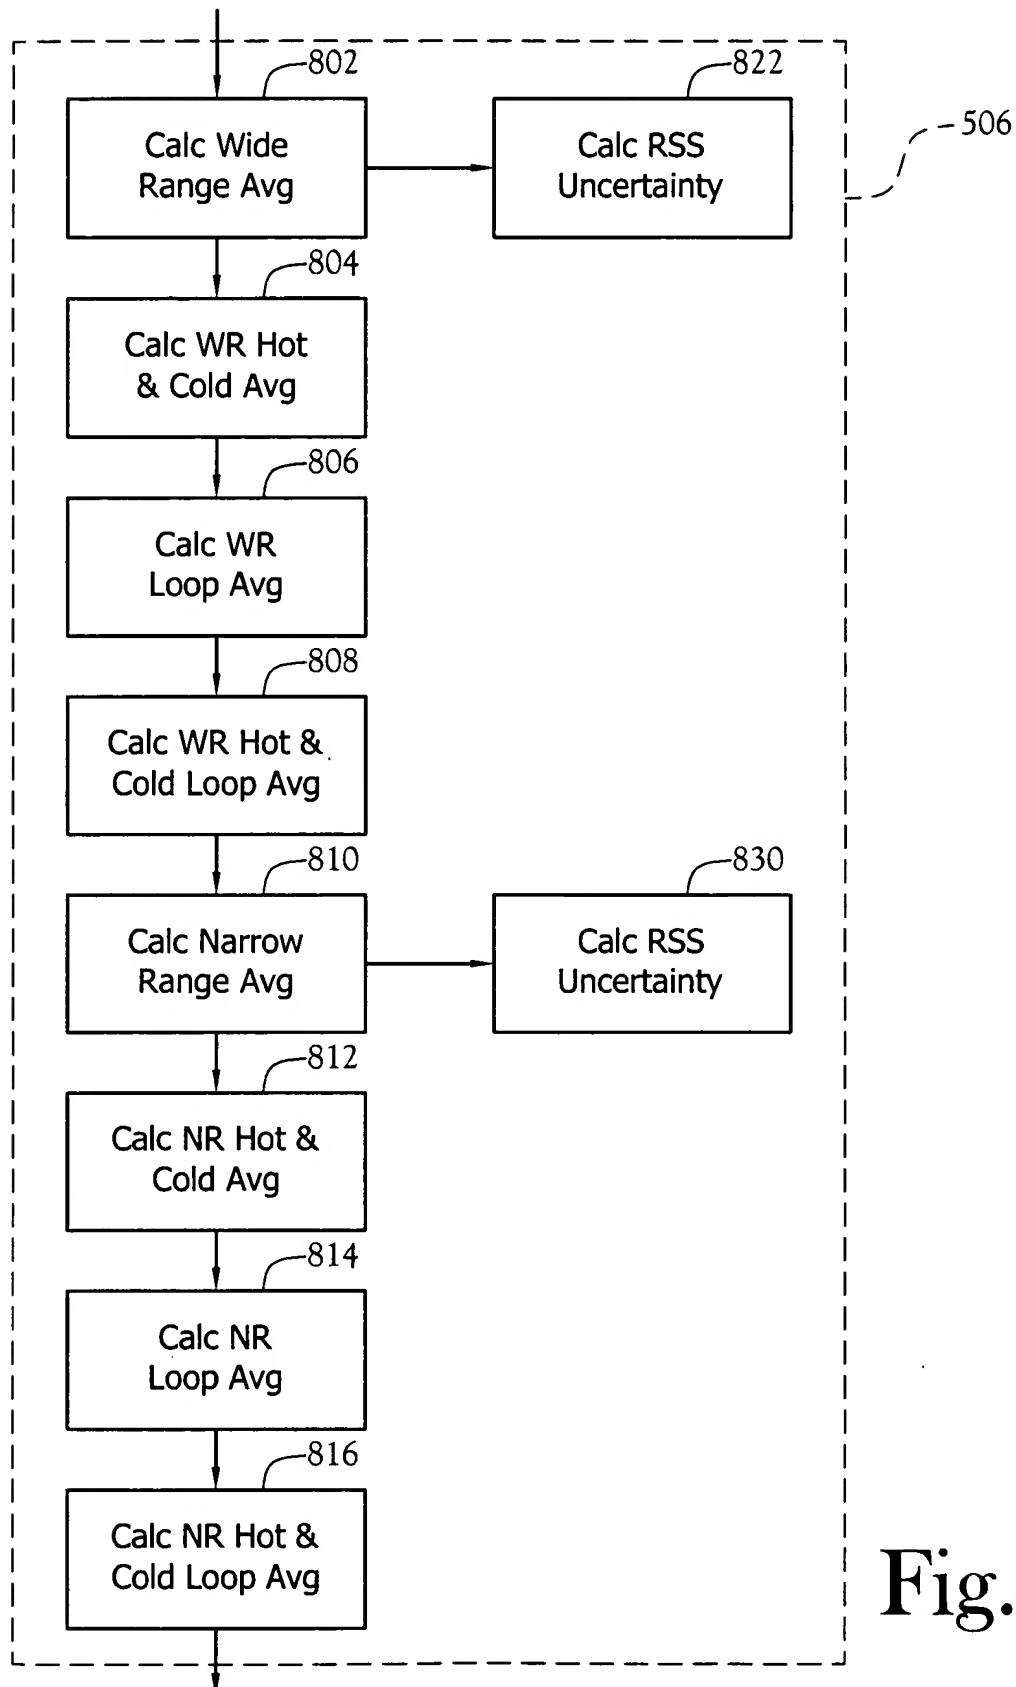 802
Calc Wide
Range Avg
822
Calc RSS
Uncertainty
506
804
Calc WR Hot
& Cold Avg
806
Calc WR
Loop Avg
808
Calc WR Hot &
Cold Loop Avg
810
Calc Narrow
Range Avg
830
Calc RSS
Uncertainty
812
Calc NR Hot &
Cold Avg
814
Calc NR
Loop Avg
816
Calc NR Hot &
Cold Loop Avg
Fig.